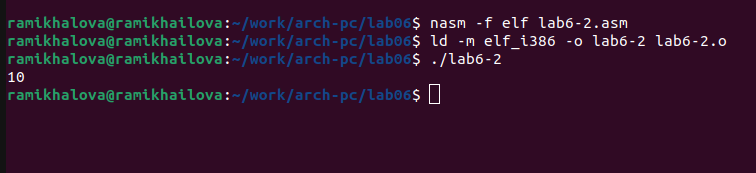 ramikhalova@ramikhailova:~/work/arch-pc/lab06$ nasm -f elf lab6-2.asm
ramikhalova@ramikhailova:~/work/arch-pc/lab06$ ld -m elf_i386 -o lab6-2 lab6-2.o
ramikhalova@ramikhailova:~/work/arch-pc/lab06$ ./lab6-2
10
ramikhalova@ramikhailova:~/work/arch-pc/lab06$